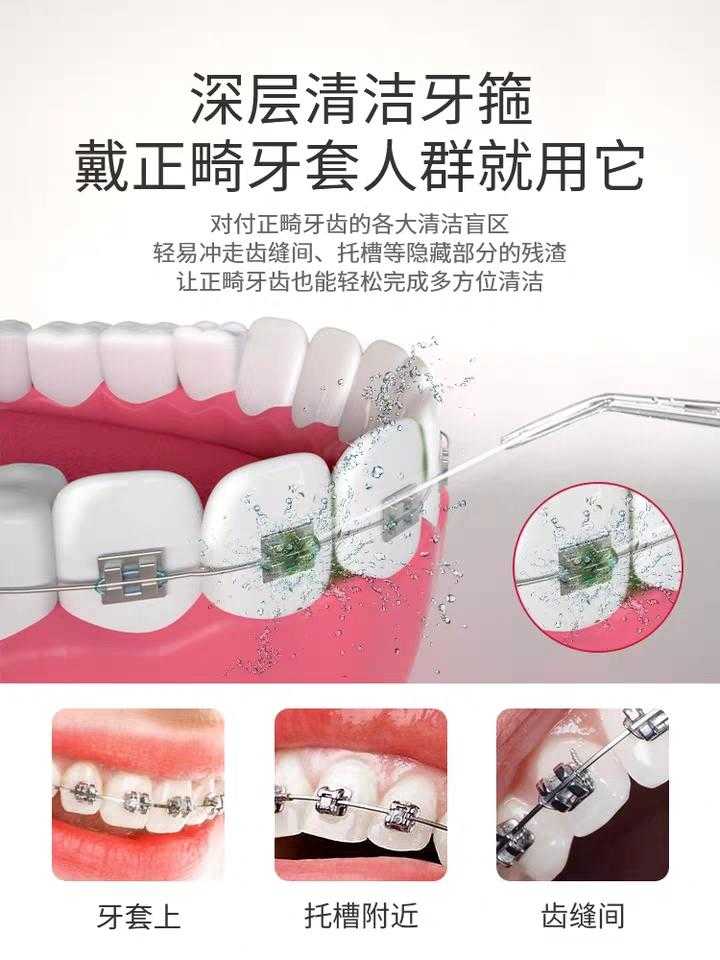 深层清洁牙箍
戴正畸牙套人群就用它
对付正畸牙齿的各大清洁盲区
轻易冲走齿缝间、托槽等隐藏部分的残渣
让正畸牙齿也能轻松完成多方位清洁
牙套上
托槽附近
齿缝间